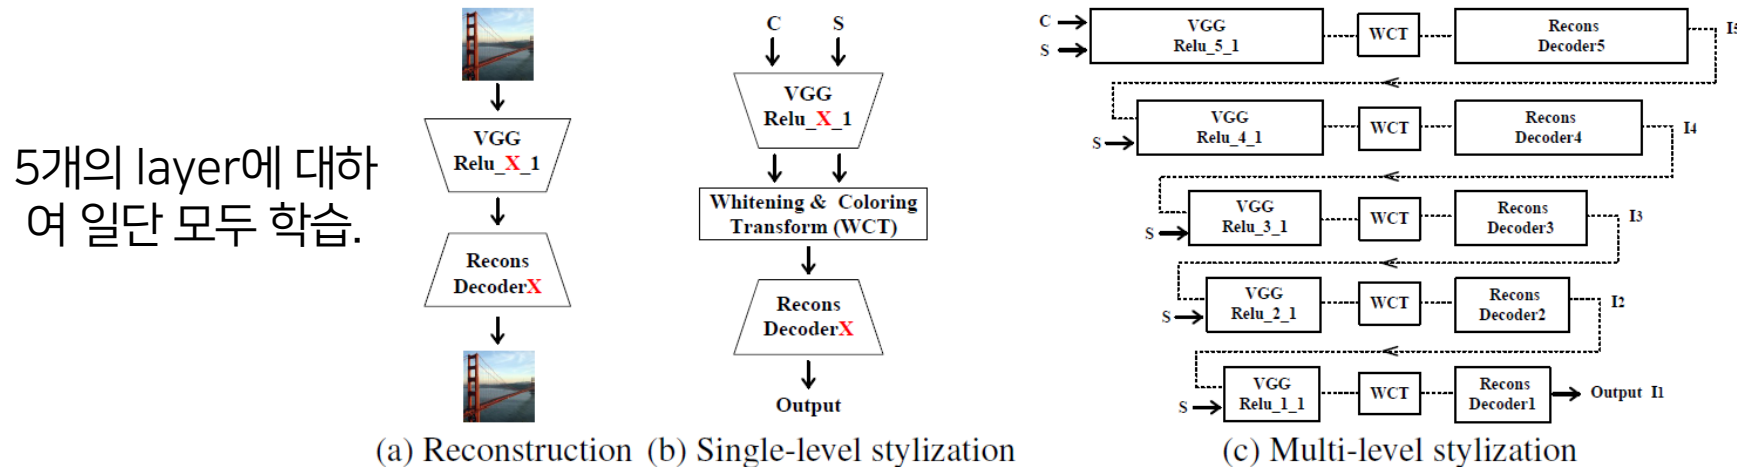 5개의 layer에 대하
여 일단 모두 학습.
VGG
Relu_X_1
Recons
DecoderX
(a) Reconstruction
C S
VGG
Relu_X_1
Whitening & Coloring
Transform (WCT)
Recons
DecoderX
Output
(b) Single-level stylization
C
S
VGG
Relu_5_1
WCT
Recons
Decoder5
I5
S
VGG
Relu_4_1
WCT
Recons
Decoder4
I4
S
VGG
Relu_3_1
WCT
Recons
Decoder3
I3
S
VGG
Relu_2_1
WCT
Recons
Decoder2
I2
S
VGG
Relu_1_1
WCT
Recons
Decoder1
Output I1
(c) Multi-level stylization